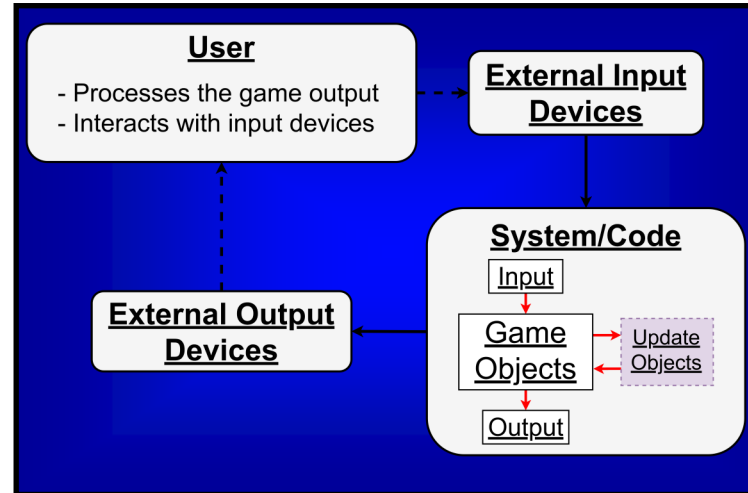 User
- Processes the game output
- Interacts with input devices
External Input
Devices
System/Code
Input
Game
Objects
Update
Objects
Output
External Output
Devices